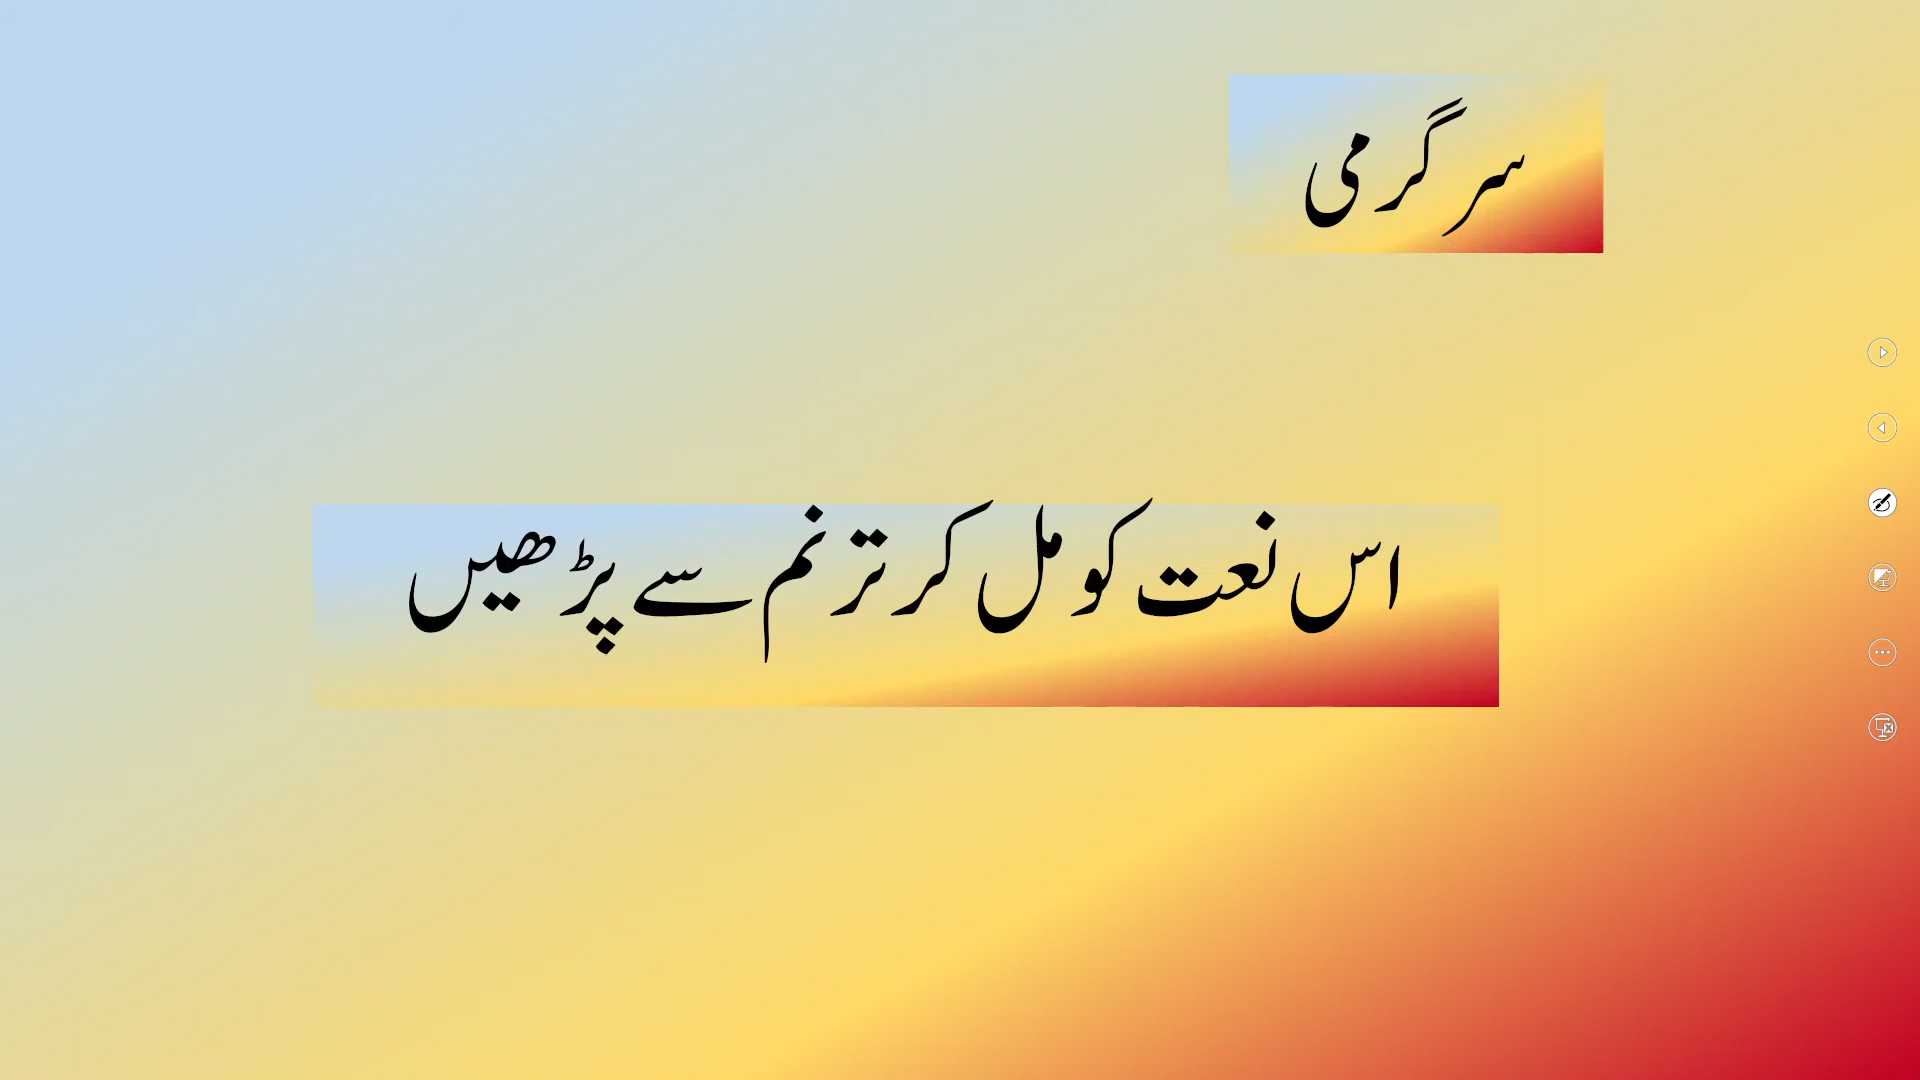 سرگرمی
اس نعت کو مل کر ترنم سے پڑھیں